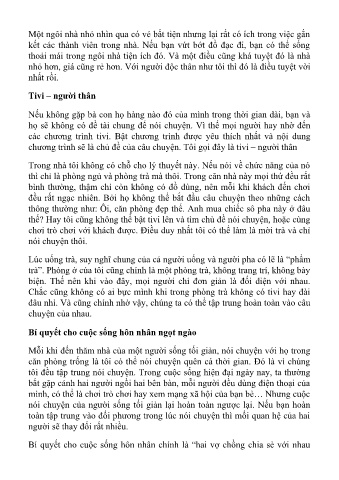 Một ngôi nhà nhỏ nhìn qua có vẻ bất tiện nhưng lại rất có ích trong việc gắn
kết các thành viên trong nhà. Nếu bạn vứt bớt đồ đạc đi, bạn có thể sống
thoải mái trong ngôi nhà tiện ích đó. Và một điều cũng khá tuyệt đó là nhà
nhỏ hơn, giá cũng rẻ hơn. Với người độc thân như tôi thì đó là điều tuyệt vời
nhất rồi.
Tivi – người thân
Nếu không gặp bà con họ hàng nào đó của mình trong thời gian dài, bạn và
họ sẽ không có đề tài chung để nói chuyện. Vì thế mọi người hay nhờ đến
các chương trình tivi. Bật chương trình được yêu thích nhất và nội dung
chương trình sẽ là chủ đề của câu chuyện. Tôi gọi đây là tivi – người thân
Trong nhà tôi không có chỗ cho lý thuyết này. Nếu nói về chức năng của nó
thì chỉ là phòng ngủ và phòng trà mà thôi. Trong căn nhà này mọi thứ đều rất
bình thường, thậm chí còn không có đồ dùng, nên mỗi khi khách đến chơi
đều rất ngạc nhiên. Bởi họ không thể bắt đầu câu chuyện theo những cách
thông thường như: Ôi, căn phòng đẹp thế. Anh mua chiếc sô pha này ở đâu
thế? Hay tôi cũng không thể bật tivi lên và tìm chủ đề nói chuyện, hoặc cùng
chơi trò chơi với khách được. Điều duy nhất tôi có thể làm là mời trà và chỉ
nói chuyện thôi.
Lúc uống trà, suy nghĩ chung của cả người uống và người pha có lẽ là “phẩm
trà”. Phòng ở của tôi cũng chính là một phòng trà, không trang trí, không bày
biện. Thế nên khi vào đây, mọi người chỉ đơn giản là đối diện với nhau.
Chắc cũng không có ai bực mình khi trong phòng trà không có tivi hay đài
đâu nhỉ. Và cũng chính nhờ vậy, chúng ta có thể tập trung hoàn toàn vào câu
chuyện của nhau.
Bí quyết cho cuộc sống hôn nhân ngọt ngào
Mỗi khi đến thăm nhà của một người sống tối giản, nói chuyện với họ trong
căn phòng trống là tôi có thể nói chuyện quên cả thời gian. Đó là vì chúng
tôi đều tập trung nói chuyện. Trong cuộc sống hiện đại ngày nay, ta thường
bắt gặp cảnh hai người ngồi hai bên bàn, mỗi người đều dùng điện thoại của
mình, có thể là chơi trò chơi hay xem mạng xã hội của bạn bè… Nhưng cuộc
nói chuyện của người sống tối giản lại hoàn toàn ngược lại. Nếu bạn hoàn
toàn tập trung vào đối phương trong lúc nói chuyện thì mối quan hệ của hai
người sẽ thay đổi rất nhiều.
Bí quyết cho cuộc sống hôn nhân chính là “hai vợ chồng chia sẻ với nhau